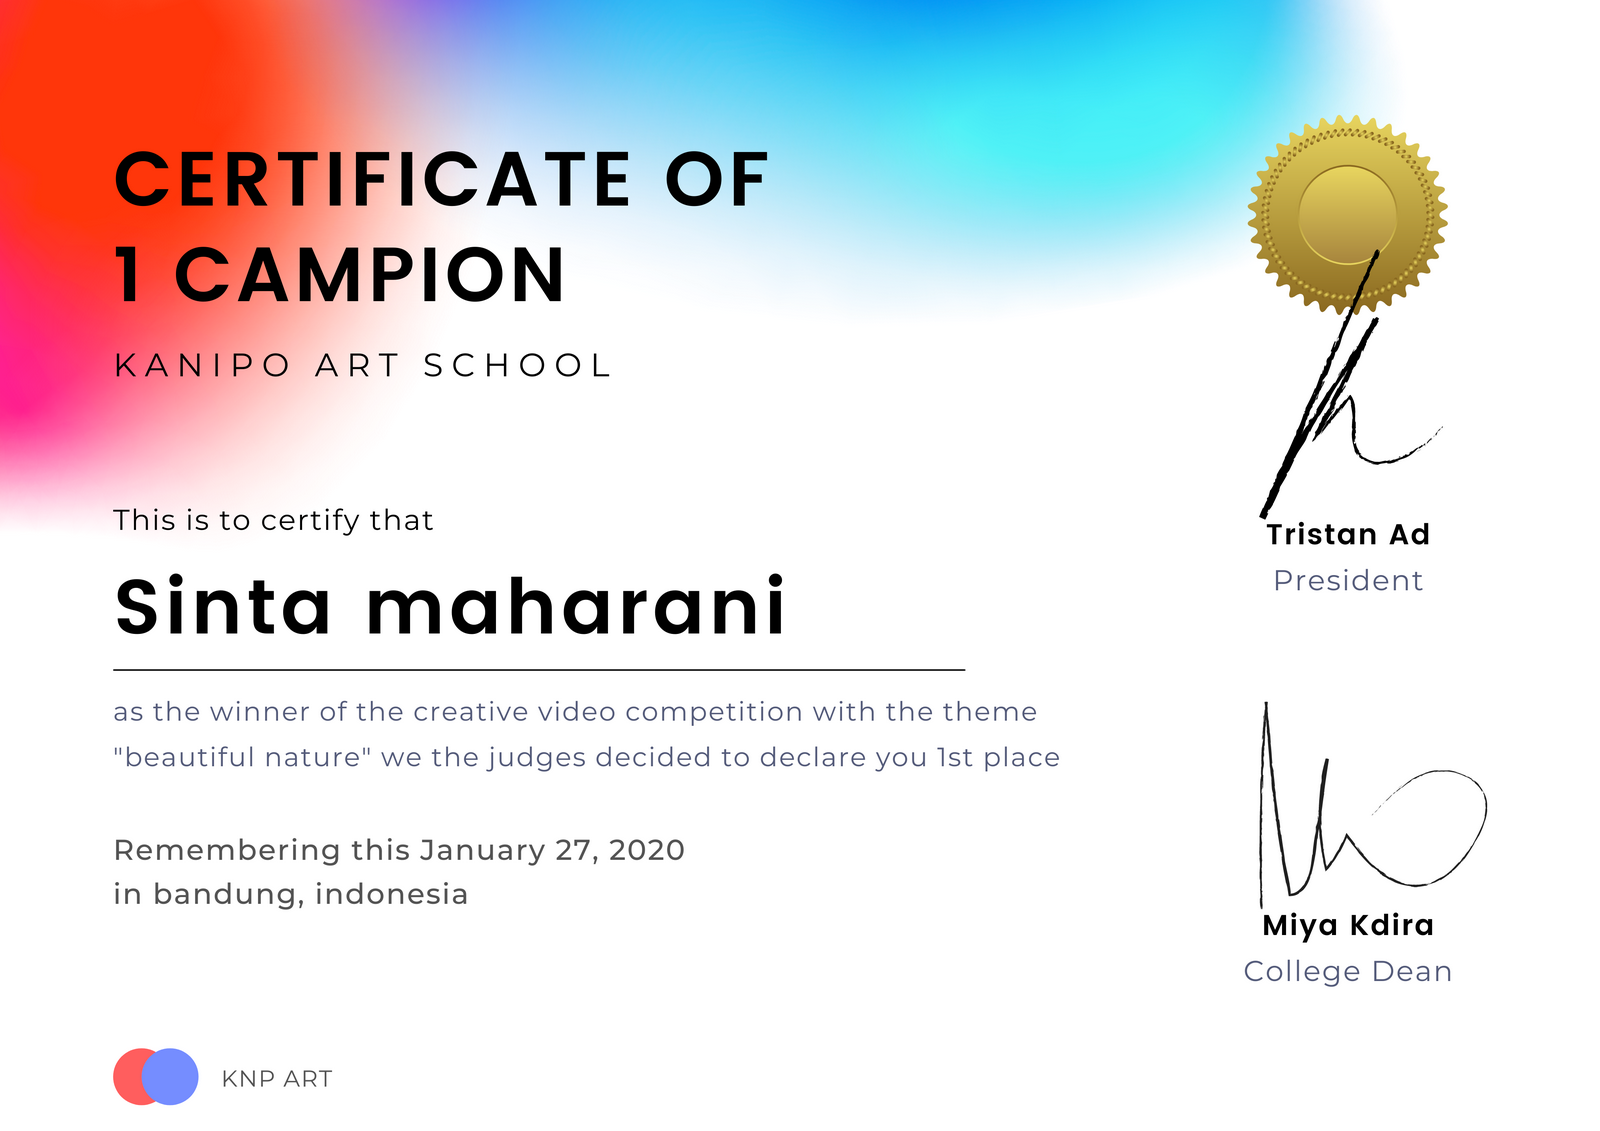 CERTIFICATE OF
1 CAMPION
KANIPO ART SCHOOL
This is to certify that
Sinta maharani
as the winner of the creative video competition with the theme
"beautiful nature" we the judges decided to declare you 1st place
Remembering this January 27, 2020
in bandung, indonesia
KNP ART
Tristan Ad
President
Miya Kdira
College Dean